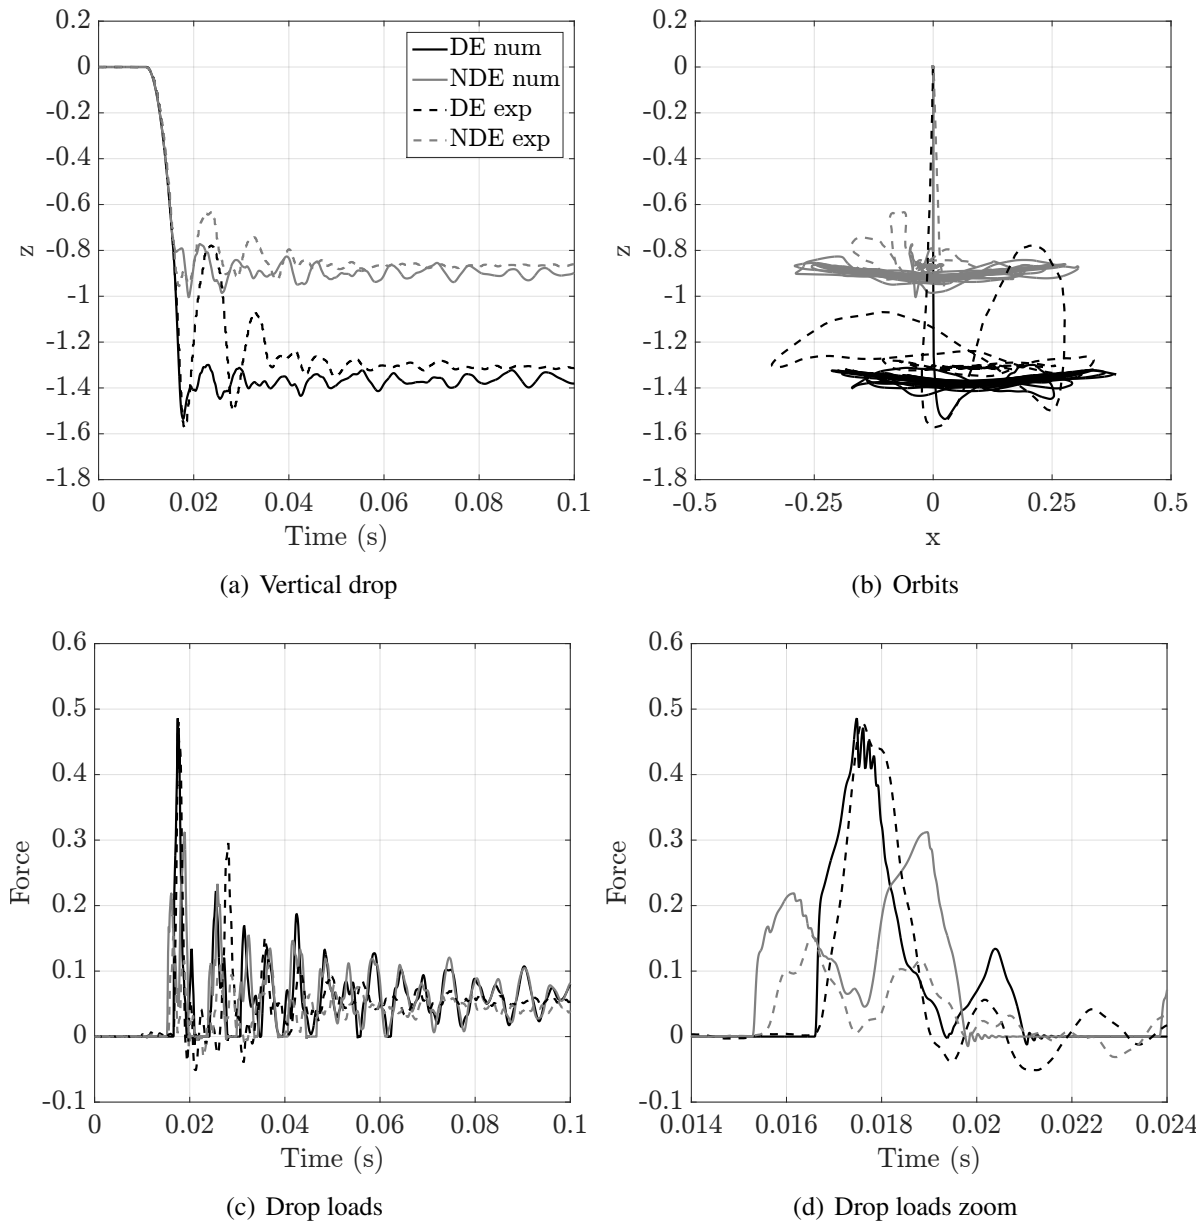 0.2
0
-0.2
-0.4
-0.6
-0.8
-1
-1.2
-1.4
-1.6
-1.8
z
0 0.02 0.04 0.06 0.08 0.1
Time (s)
DE num
NDE num
DE exp
NDE exp
(a) Vertical drop
0.2
0
-0.2
-0.4
-0.6
-0.8
-1
-1.2
-1.4
-1.6
-1.8
z
-0.5 -0.25 0 0.25 0.5
x
(b) Orbits
0.6
0.5
0.4
0.3
0.2
0.1
0
-0.1
Force
0 0.02 0.04 0.06 0.08 0.1
Time (s)
(c) Drop loads
0.6
0.5
0.4
0.3
0.2
0.1
0
-0.1
Force
0.014 0.016 0.018 0.02 0.022 0.024
Time (s)
(d) Drop loads zoom